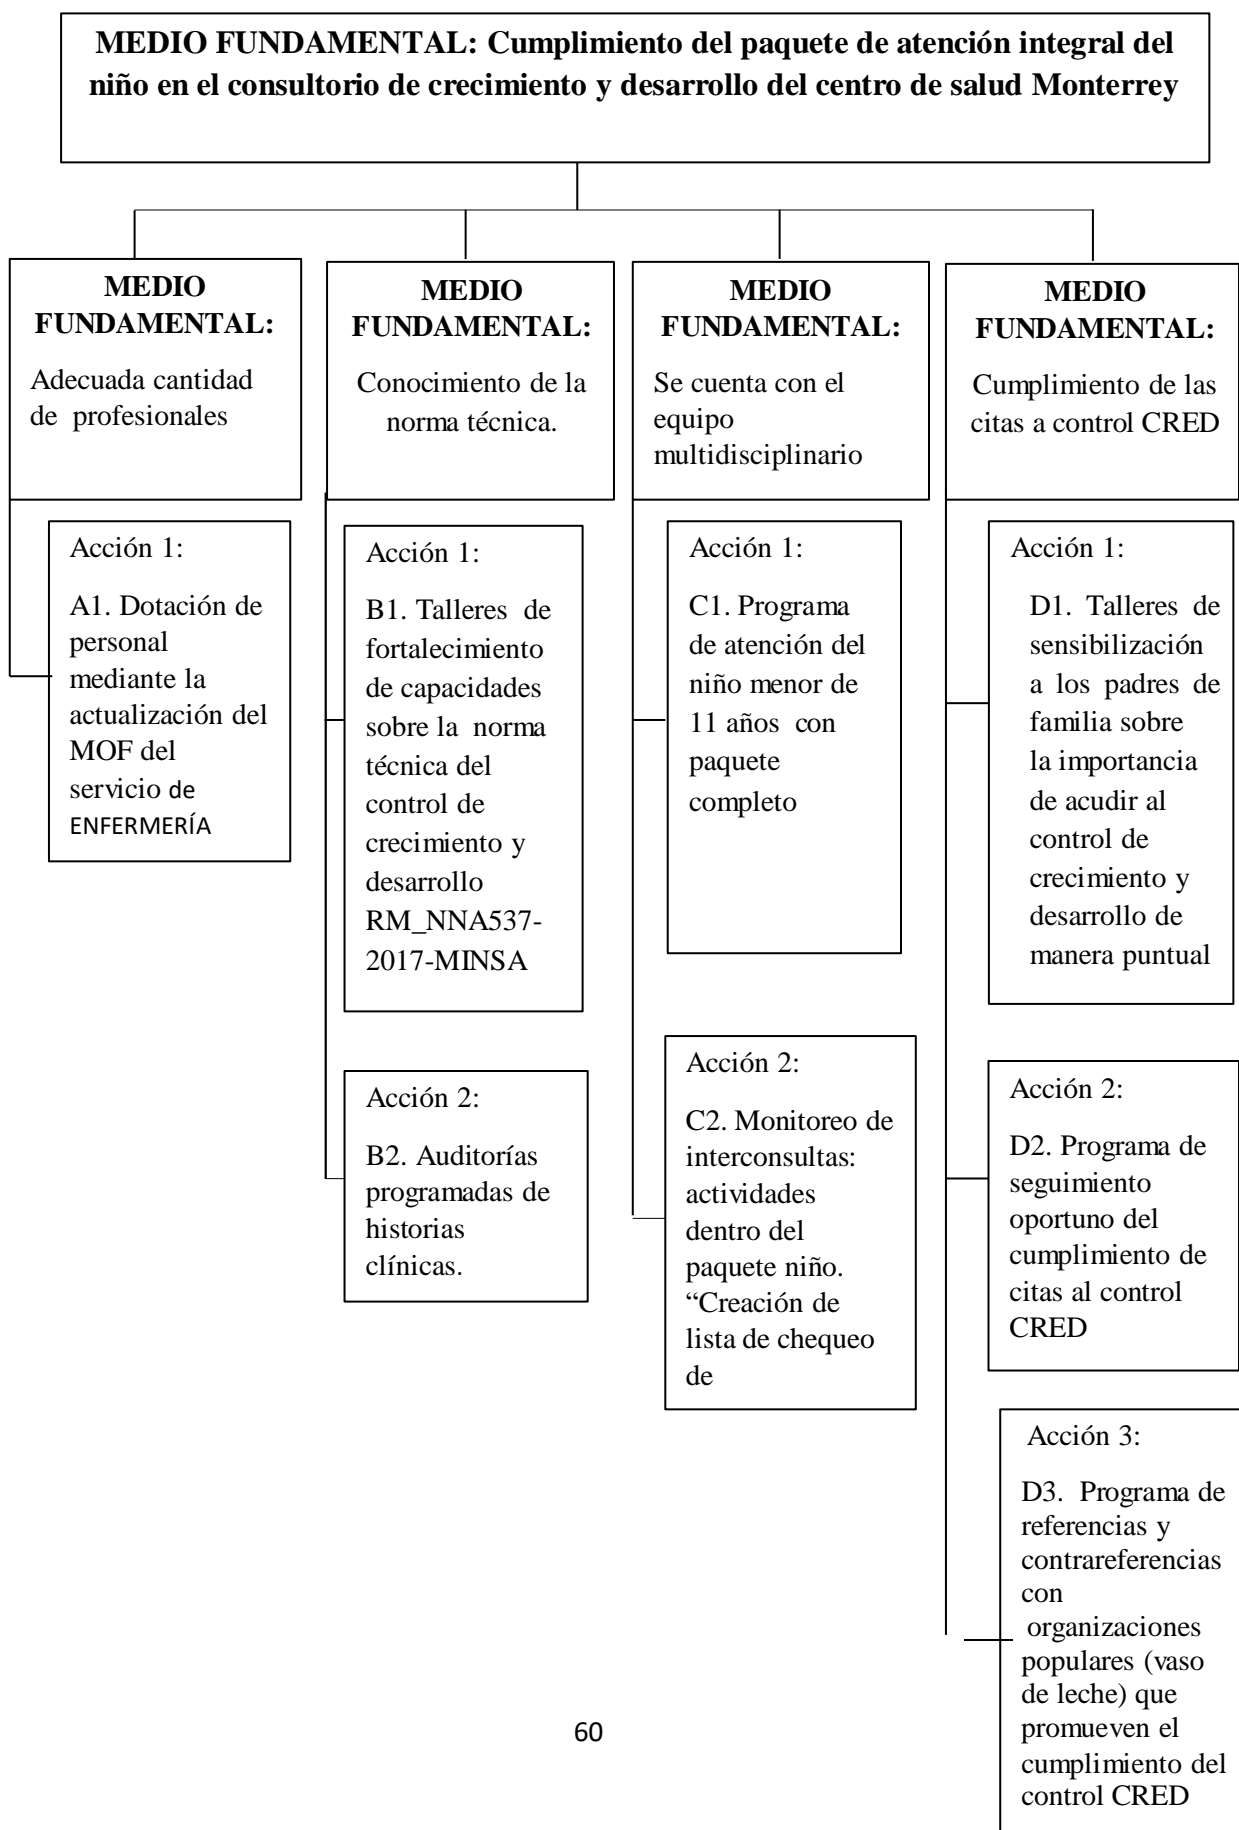 MEDIO FUNDAMENTAL: Cumplimiento del paquete de atención integral del
niño en el consultorio de crecimiento y desarrollo del centro de salud Monterrey
MEDIO
FUNDAMENTAL:
Adecuada cantidad
de profesionales
Acción 1:
A1. Dotación de
personal
mediante la
actualización del
MOF del
servicio de
ENFERMERÍA
MEDIO
FUNDAMENTAL:
Conocimiento de la
norma técnica.
Acción 1:
B1. Talleres de
fortalecimiento
de capacidades
sobre la norma
técnica del
control de
crecimiento y
desarrollo
RM_NNA537-
2017-MINSA
Acción 2:
B2. Auditorías
programadas de
historias
clínicas.
MEDIO
FUNDAMENTAL:
Se cuenta con el
equipo
multidisciplinario
Acción 1:
C1. Programa
de atención del
niño menor de
11 años con
paquete
completo
Acción 2:
C2. Monitoreo de
interconsultas:
actividades
dentro del
paquete niño.
“Creación de
lista de chequeo
de
MEDIO
FUNDAMENTAL:
Cumplimiento de las
citas a control CRED
Acción 1:
D1. Talleres de
sensibilización
a los padres de
familia sobre
la importancia
de acudir al
control de
crecimiento y
desarrollo de
manera puntual
Acción 2:
D2. Programa de
seguimiento
oportuno del
cumplimiento de
citas al control
CRED
Acción 3:
D3. Programa de
referencias y
contrareferencias
con
organizaciones
populares (vaso
de leche) que
promueven el
cumplimiento del
control CRED
60